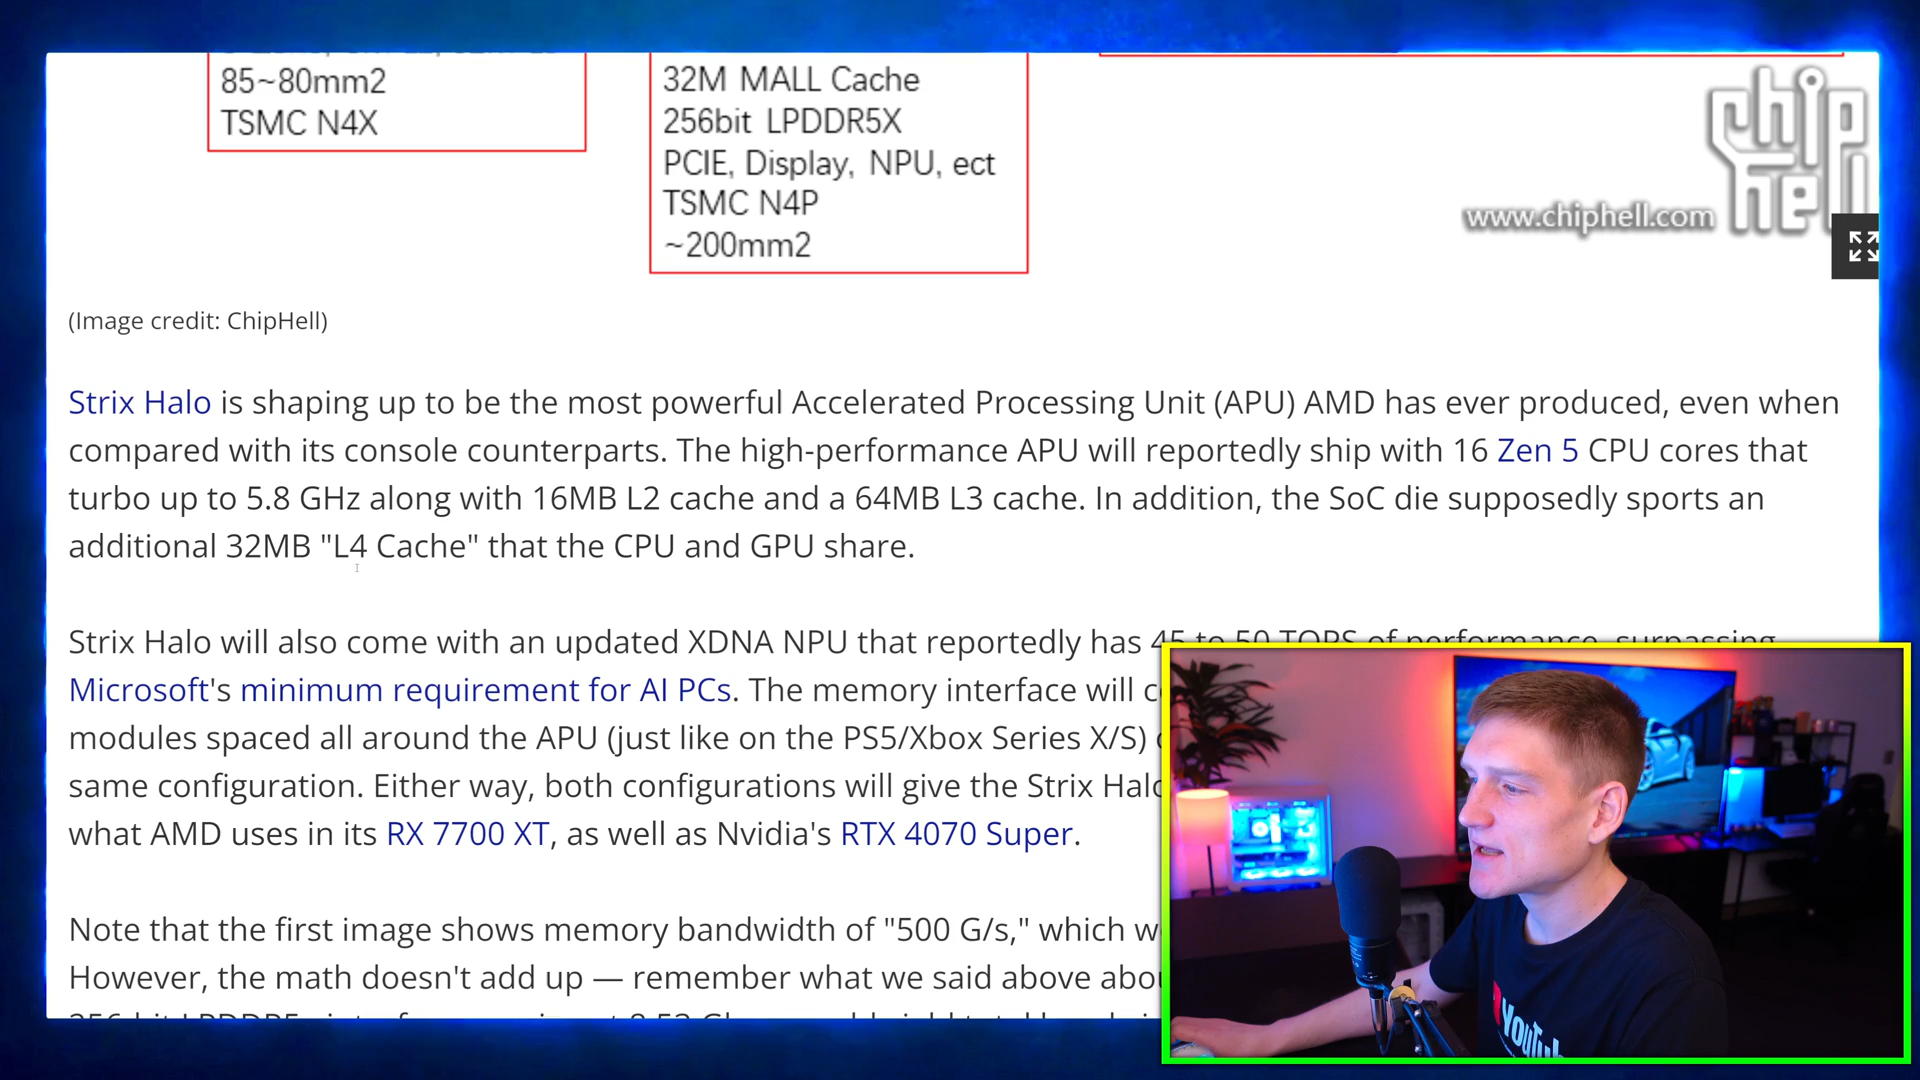 85~80mm2
TSMC N4X
32M MALL Cache
256bit LPDDR5X
PCIE, Display, NPU, ect
TSMC N4P
~200mm2
chip
hell
www.chiphell.com
(Image credit: ChipHell)
Strix Halo is shaping up to be the most powerful Accelerated Processing Unit (APU) AMD has ever produced, even when
compared with its console counterparts. The high-performance APU will reportedly ship with 16 Zen 5 CPU cores that
turbo up to 5.8 GHz along with 16MB L2 cache and a 64MB L3 cache. In addition, the SoC die supposedly sports an
additional 32MB "L4 Cache" that the CPU and GPU share.
Strix Halo will also come with an updated XDNA NPU that reportedly has 45 to 50 TOPS of performance, surpassing
Microsoft's minimum requirement for AI PCs. The memory interface will
modules spaced all around the APU (just like on the PS5/Xbox Series X/S)
same configuration. Either way, both configurations will give the Strix Halo
what AMD uses in its RX 7700 XT, as well as Nvidia's RTX 4070 Super.
Note that the first image shows memory bandwidth of "500 G/s," which
However, the math doesn't add up — remember what we said above
YouTub